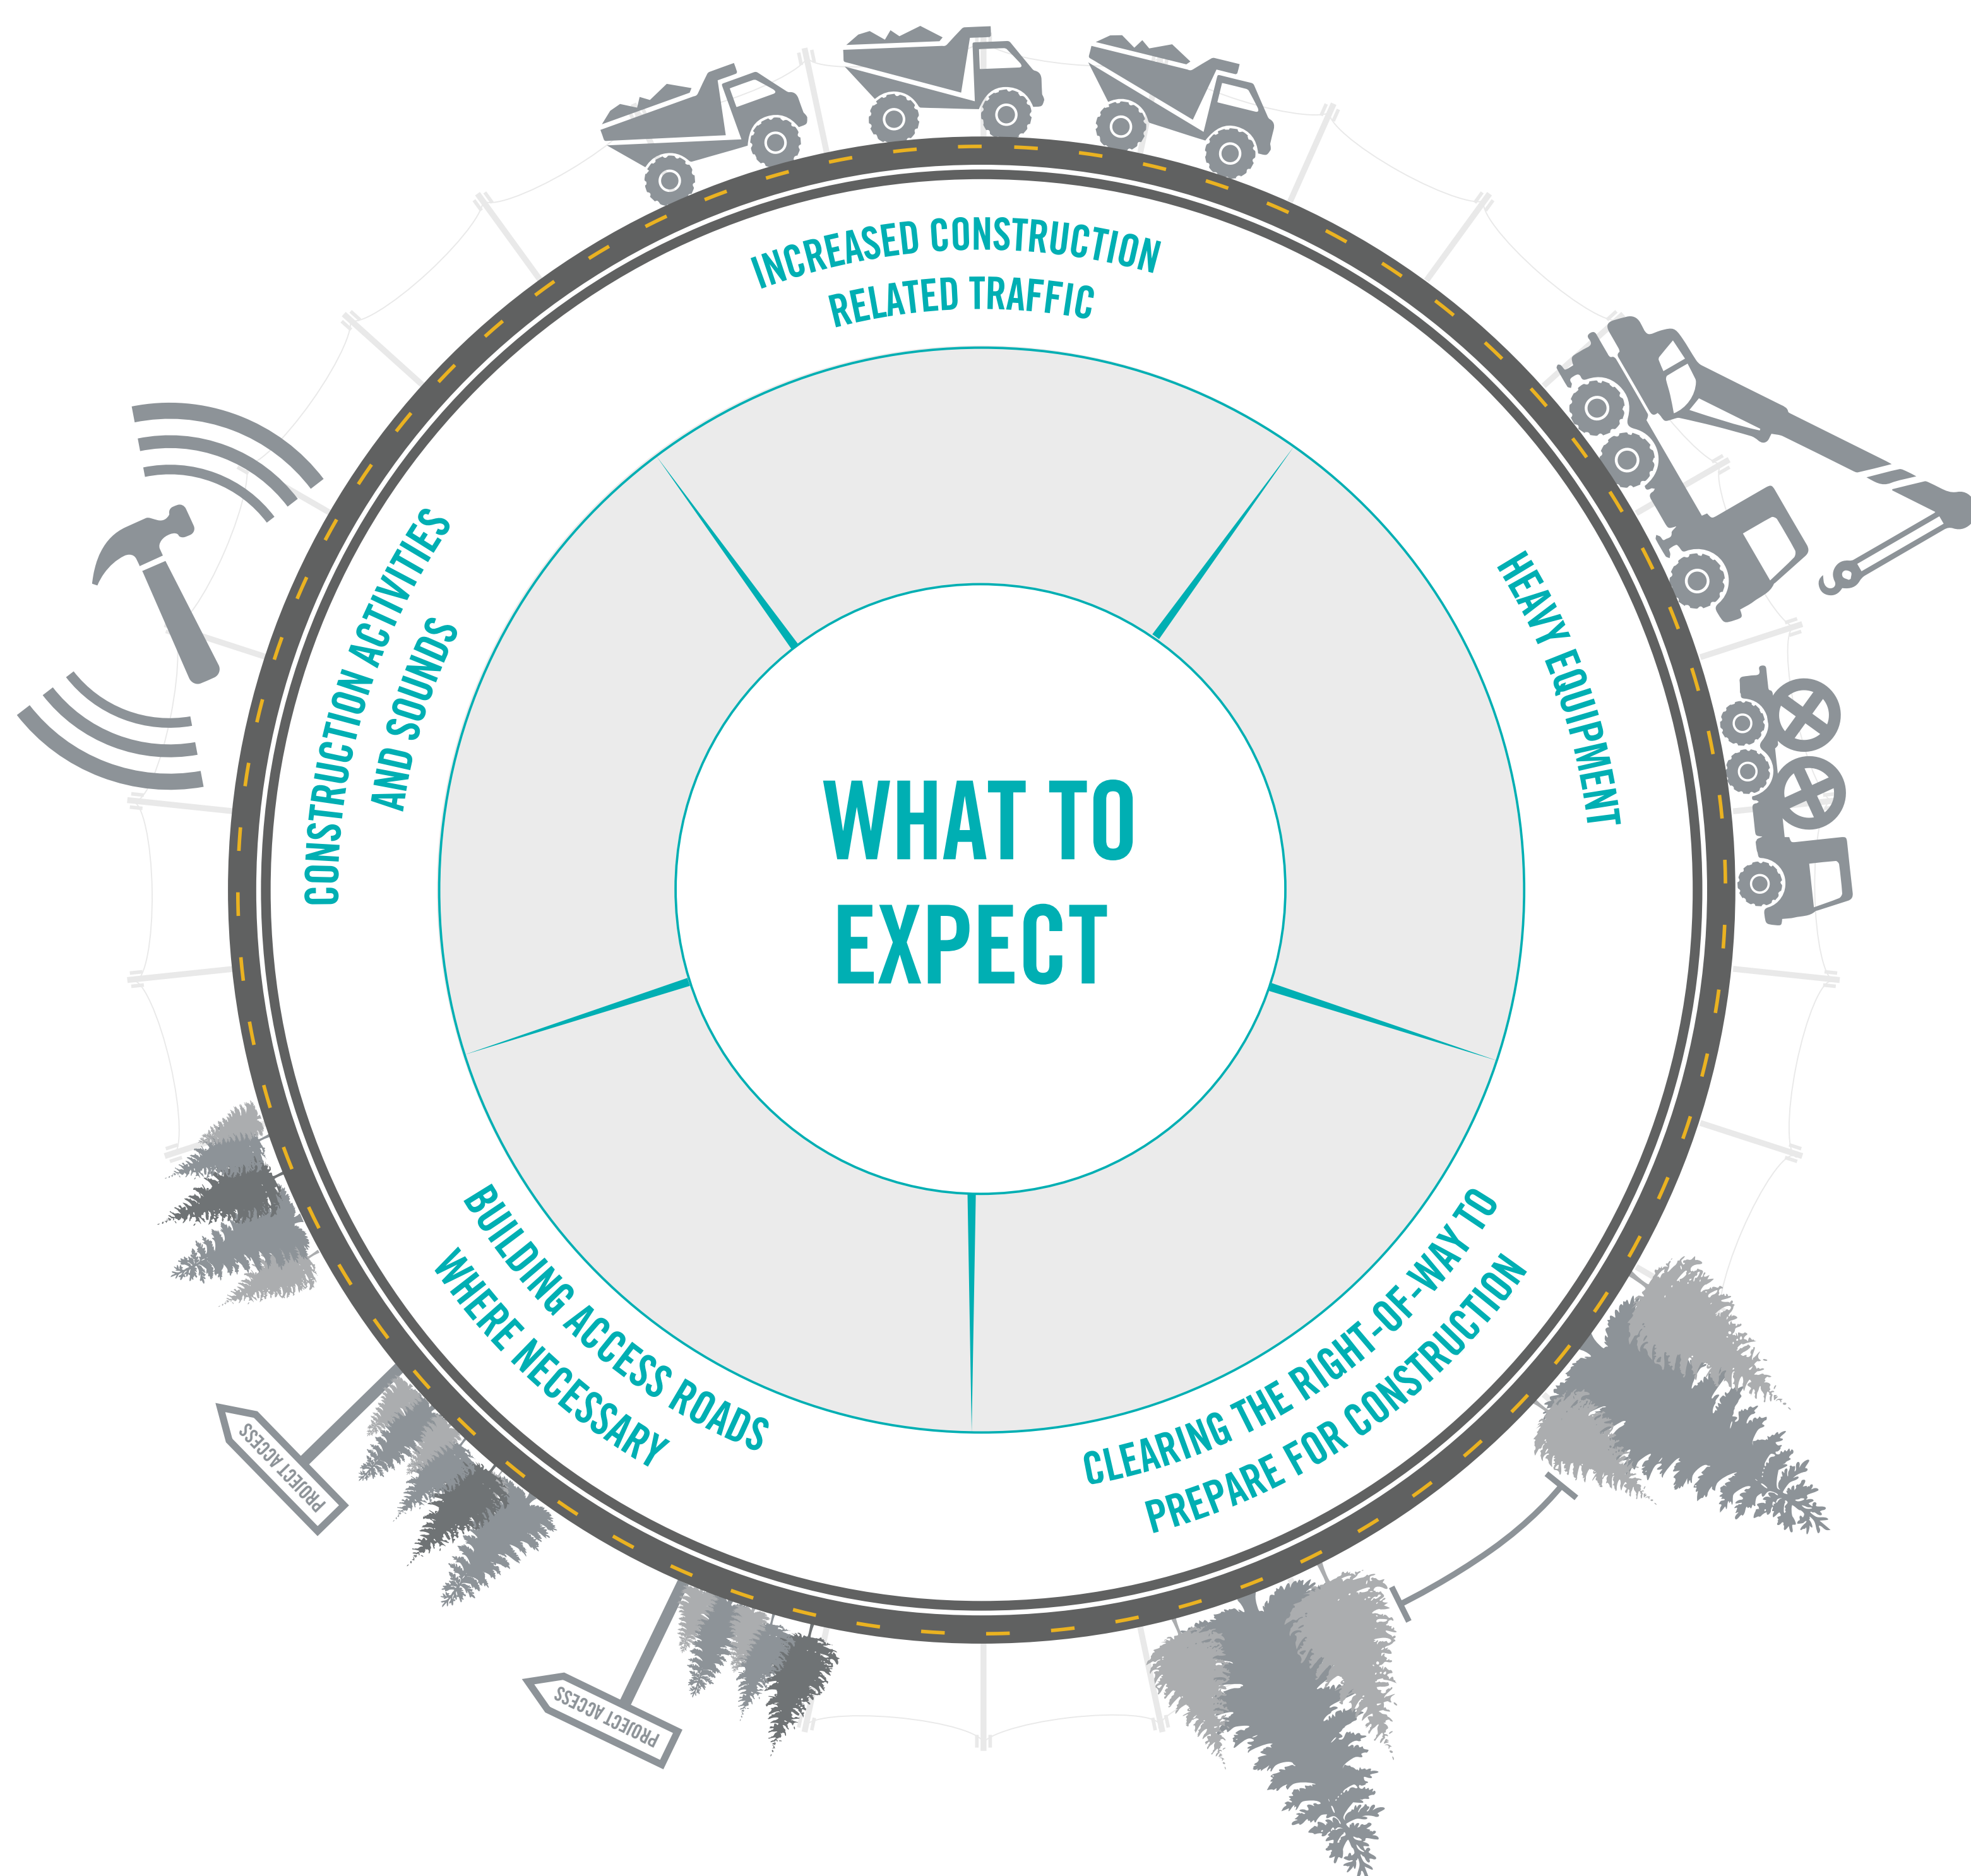 INCREASED CONSTRUCTION
RELATED TRAFFIC
HEAVY EQUIPMENT
CLEARING THE RIGHT-OF-WAY TO
PREPARE FOR CONSTRUCTION
BUILDING ACCESS ROADS
WHERE NECESSARY
CONSTRUCTION ACTIVITIES
AND SOUNDS
WHAT TO
EXPECT
PROJECT ACCESS
PROJECT ACCESS